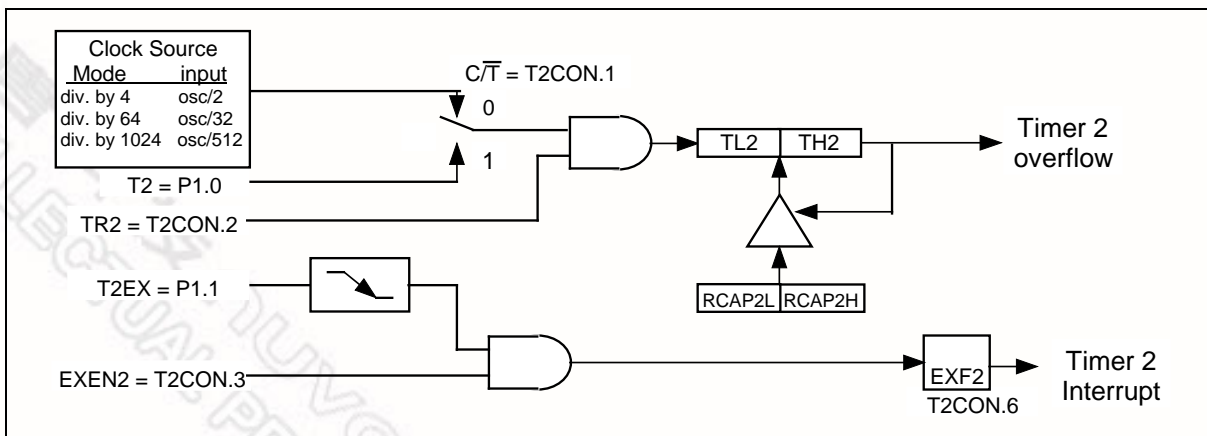 Clock Source
Mode input
div. by 4 osc/2
div. by 64 osc/32
div. by 1024 osc/512
C/T̅ = T2CON.1
0
1
T2 = P1.0
TR2 = T2CON.2
TL2 TH2
Timer 2
overflow
RCAP2L RCAP2H
T2EX = P1.1
EXEN2 = T2CON.3
EXF2
T2CON.6
Timer 2
Interrupt